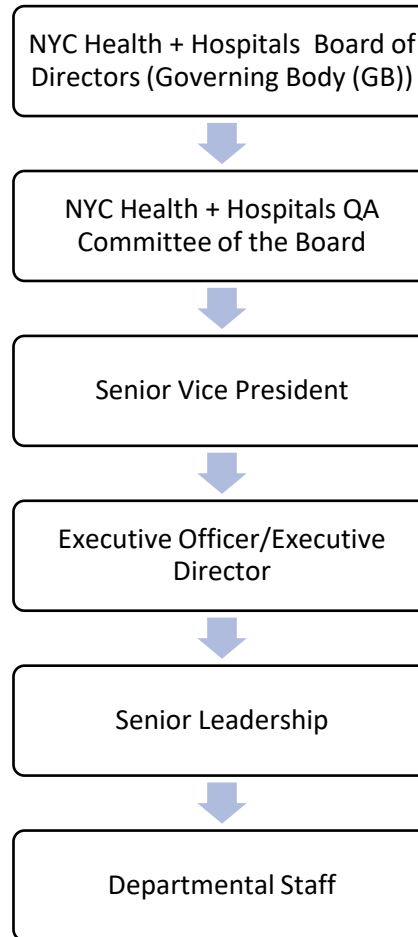 NYC Health + Hospitals  Board of
Directors (Governing Body (GB))
NYC Health + Hospitals QA
Committee of the Board
Senior Vice President
Executive Officer/Executive
Director
Senior Leadership
Departmental Staff